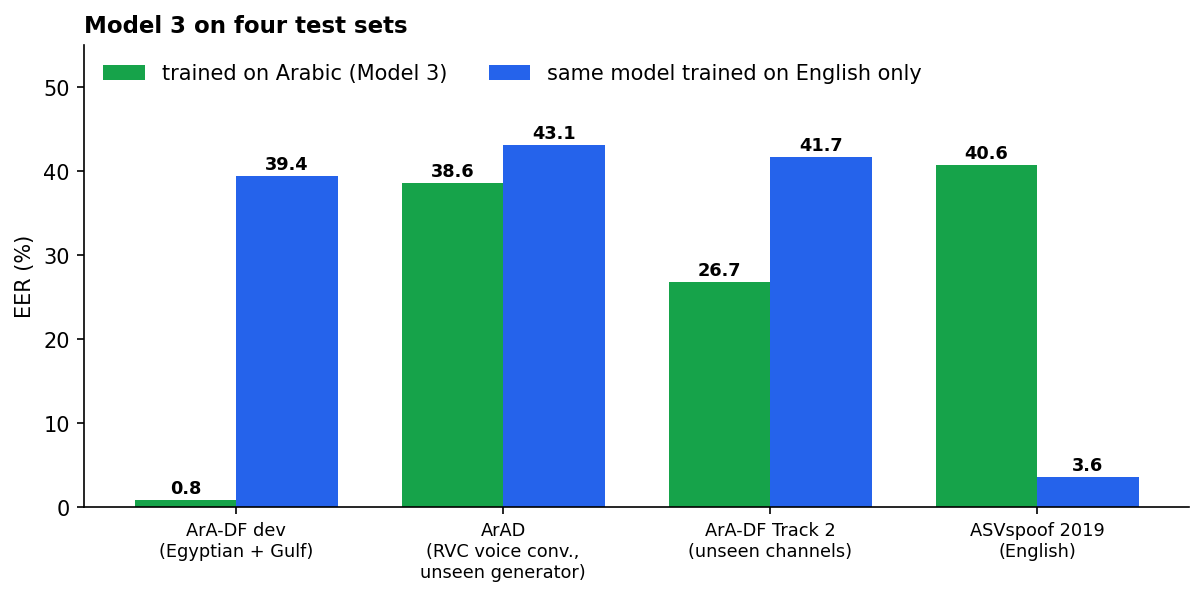 Model 3 on four test sets
trained on Arabic (Model 3)
same model trained on English only
EER (%)
50
40
30
20
10
0
0.8
39.4
38.6
43.1
26.7
41.7
40.6
3.6
ArA-DF dev
(Egyptian + Gulf)
ArAD
(RVC voice conv.,
unseen generator)
ArA-DF Track 2
(unseen channels)
ASVspoof 2019
(English)